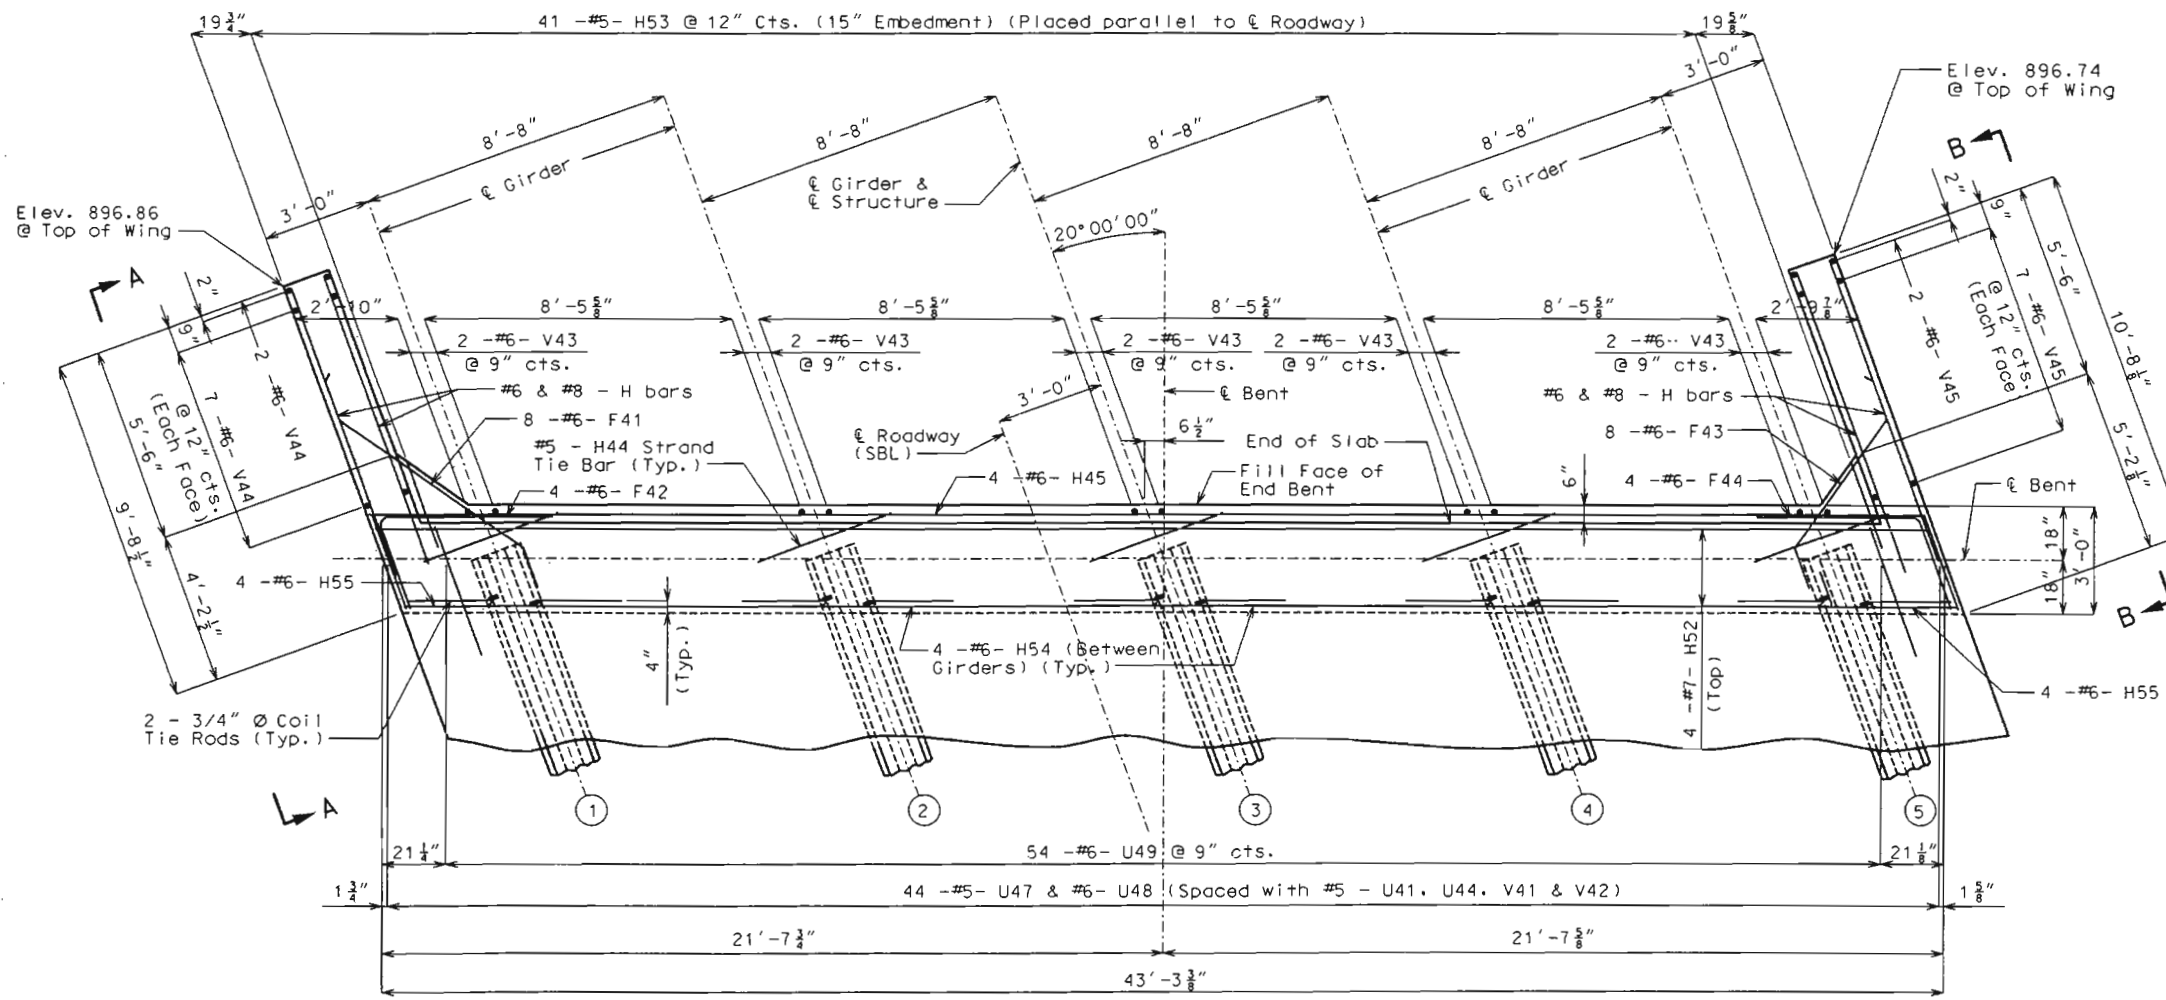 19 3/4" 41 -#5- H53 @ 12" Cts. (15" Embedment) (Placed parallel to ℄ Roadway) 19 5/8"
3'-0"
Elev. 896.74
@ Top of Wing
8'-8" 8'-8" 8'-8" 8'-8"
℄ Girder
℄ Girder &
℄ Structure
℄ Girder
B
3'-0"
Elev. 896.86
@ Top of Wing
20°00'00"
A
2"
9"
2"
9"
5'-6"
10'-8 1/8"
7 -#6- V45
@ 12" cts.
(Each Face)
2 -#6- V45
5'-2 1/8"
2'-10" 8'-5 5/8" 8'-5 5/8" 8'-5 5/8" 8'-5 5/8" 2'-9 7/8"
2 -#6- V43
@ 9" cts.
2 -#6- V43
@ 9" cts.
2 -#6- V43
@ 9" cts.
2 -#6- V43
@ 9" cts.
2 -#6- V43
@ 9" cts.
2 -#6- V44
7 -#6- V44
@ 12" cts.
(Each Face)
5'-6"
9'-8 1/2"
4'-2 1/2"
#6 & #8 - H bars
8 -#6- F41
#5 - H44 Strand
Tie Bar (Typ.)
4 -#6- F42
3'-0"
℄ Bent
℄ Roadway
(SBL)
6 1/2"
End of Slab
4 -#6- H45
Fill Face of
End Bent
6"
#6 & #8 - H bars
8 -#6- F43
4 -#6- F44
℄ Bent
18"
18"
3'-0"
B
4 -#6- H55
4"
(Typ.)
4 -#6- H54 (Between
Girders) (Typ.)
4 -#7- H52
(Top)
4 -#6- H55
2 - 3/4" Ø Coil
Tie Rods (Typ.)
A
1 2 3 4 5
21 1/4" 54 -#6- U49 @ 9" cts. 21 1/8"
1 3/4" 44 -#5- U47 & #6- U48 (Spaced with #5 - U41, U44, V41 & V42) 1 5/8"
21'-7 3/4" 21'-7 5/8"
43'-3 3/8"